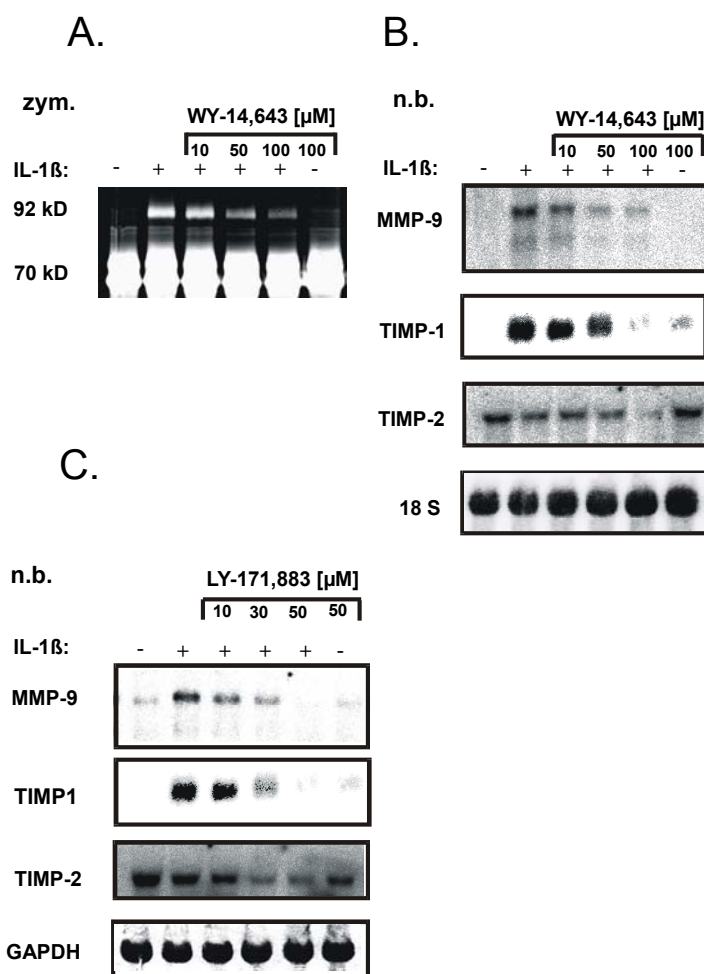 A.
zym.
WY-14,643 [µM]
10 50 100 100
IL-1ß: - + + + + -
92 kD
70 kD
B.
n.b.
WY-14,643 [µM]
10 50 100 100
IL-1ß: - + + + + -
MMP-9
TIMP-1
TIMP-2
18 S
C.
n.b.
LY-171,883 [µM]
10 30 50 50
IL-1ß: - + + + + -
MMP-9
TIMP1
TIMP-2
GAPDH